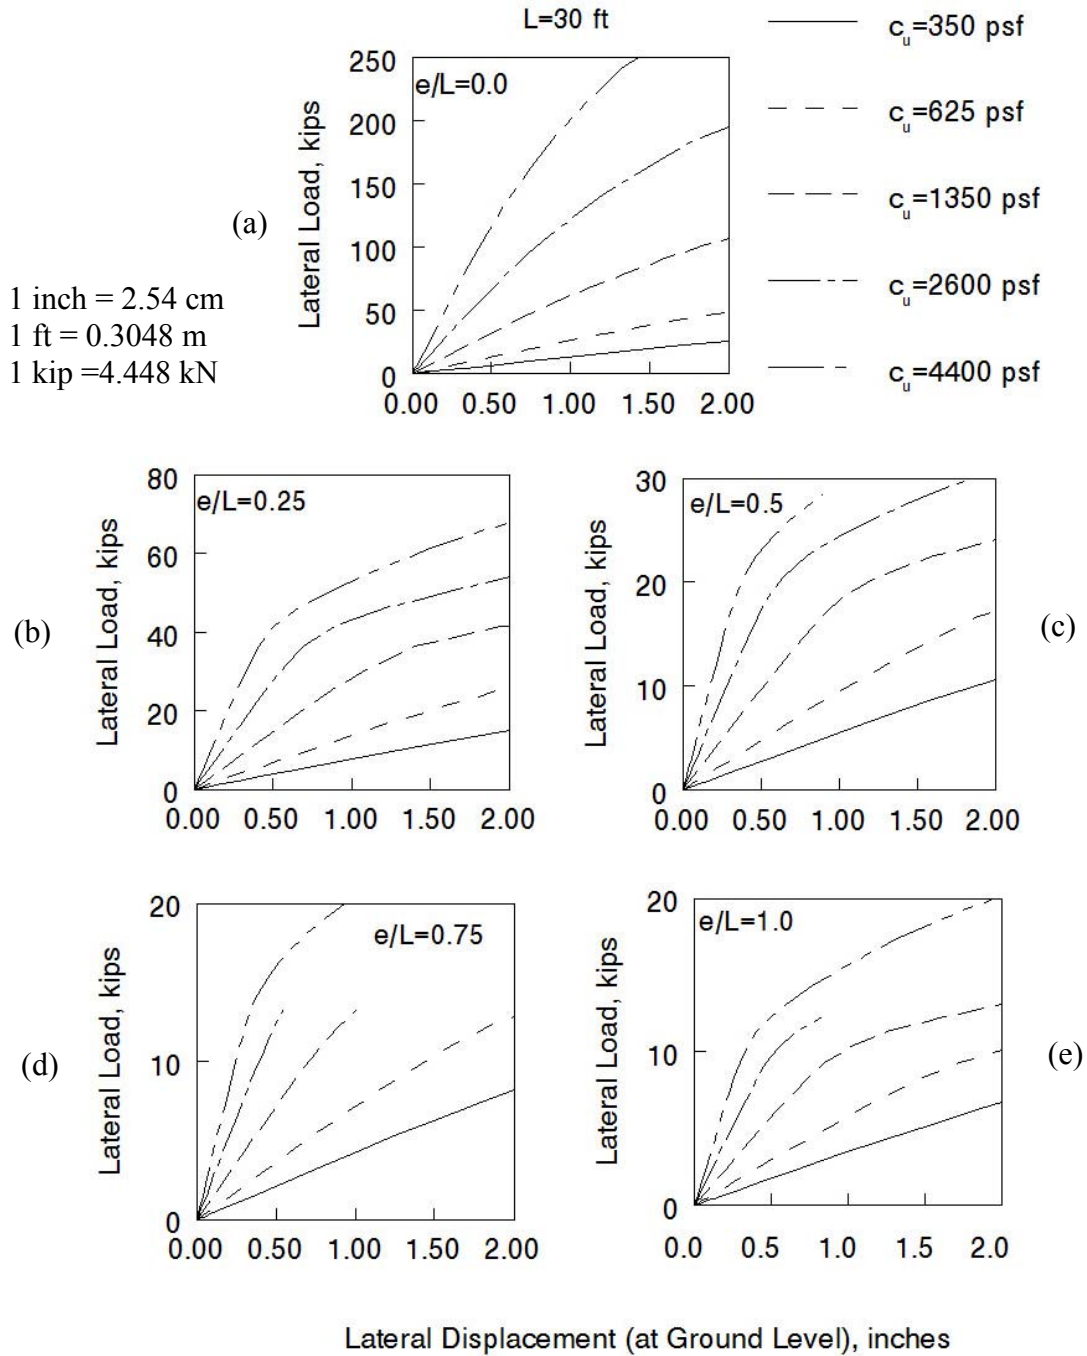 L=30 ft
c_u=350 psf
c_u=625 psf
c_u=1350 psf
c_u=2600 psf
c_u=4400 psf
1 inch = 2.54 cm
1 ft = 0.3048 m
1 kip =4.448 kN
(a)
Lateral Load, kips
e/L=0.0
250
200
150
100
50
0
0.00 0.50 1.00 1.50 2.00
(b)
Lateral Load, kips
e/L=0.25
80
60
40
20
0
0.00 0.50 1.00 1.50 2.00
(c)
Lateral Load, kips
e/L=0.5
30
20
10
0
0.00 0.50 1.00 1.50 2.00
(d)
Lateral Load, kips
e/L=0.75
20
10
0
0.00 0.50 1.00 1.50 2.00
(e)
Lateral Load, kips
e/L=1.0
20
10
0
0.0 0.5 1.0 1.5 2.0
Lateral Displacement (at Ground Level), inches